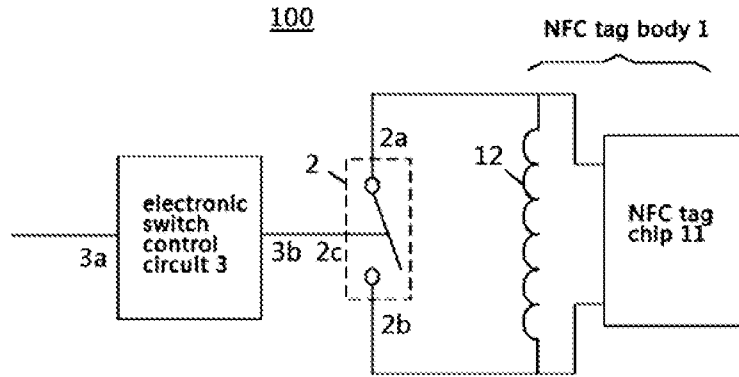 100
NFC tag body 1
2a
2
12
electronic
switch
control
circuit 3
NFC tag
chip 11
3a
3b
2c
2b